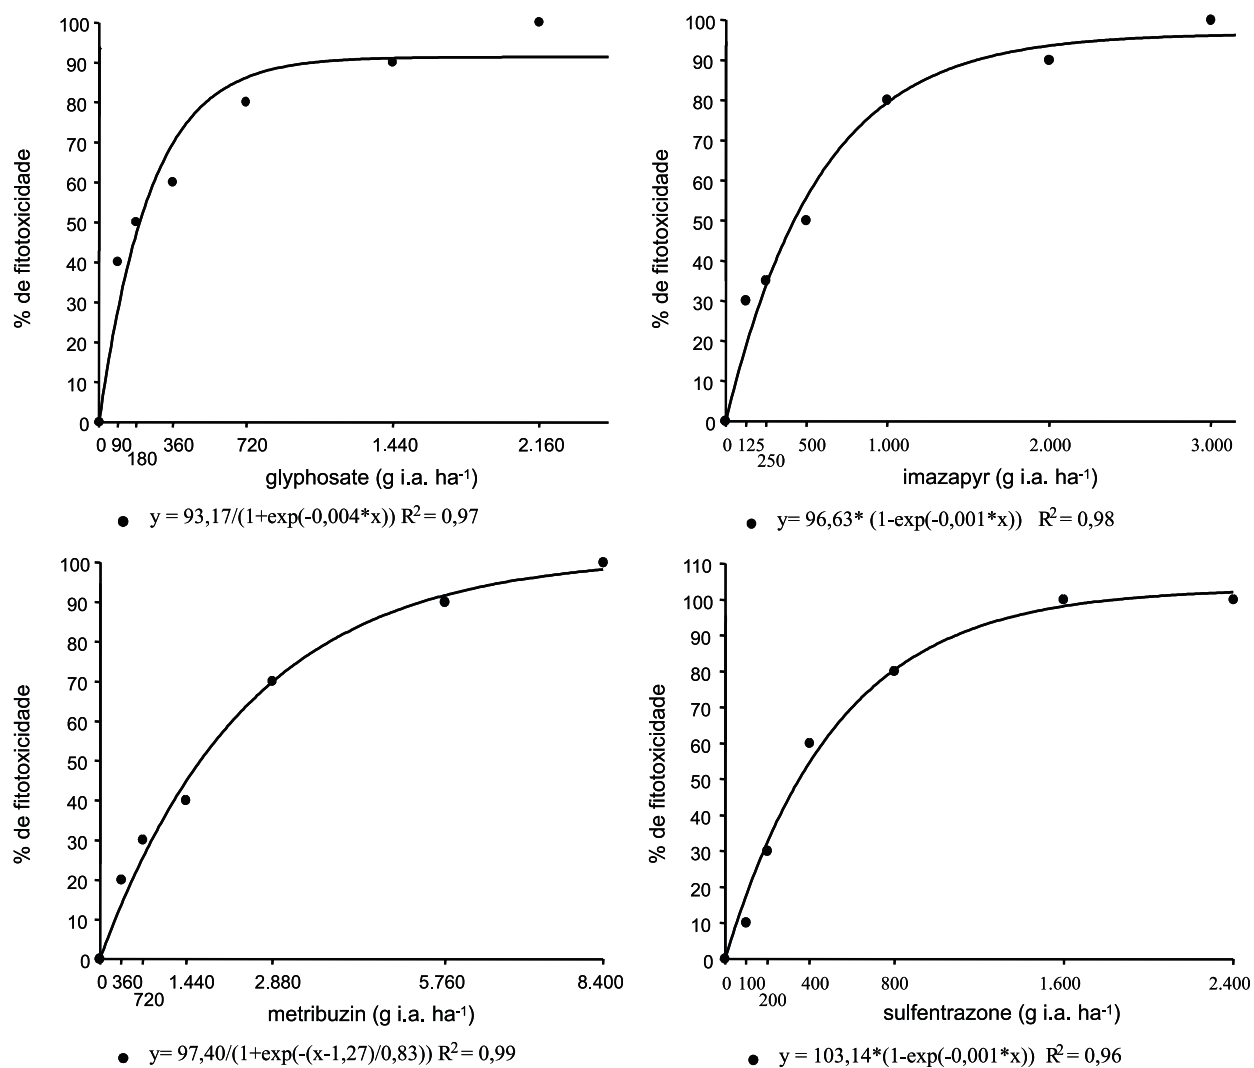 % de fitotoxicidade
100
90
80
70
60
50
40
30
20
10
0
0 90 180 360 720 1.440 2.160
glyphosate (g i.a. ha-1)
y = 93,17/(1+exp(-0,004*x)) R2 = 0,97
% de fitotoxicidade
100
90
80
70
60
50
40
30
20
10
0
0 125 250 500 1.000 2.000 3.000
imazapyr (g i.a. ha-1)
y= 96,63* (1-exp(-0,001*x)) R2 = 0,98
% de fitotoxicidade
100
90
80
70
60
50
40
30
20
10
0
0 360 720 1.440 2.880 5.760 8.400
metribuzin (g i.a. ha-1)
y= 97,40/(1+exp(-(x-1,27)/0,83)) R2 = 0,99
% de fitotoxicidade
110
100
90
80
70
60
50
40
30
20
10
0
0 100 200 400 800 1.600 2.400
sulfentrazone (g i.a. ha-1)
y = 103,14*(1-exp(-0,001*x)) R2 = 0,96